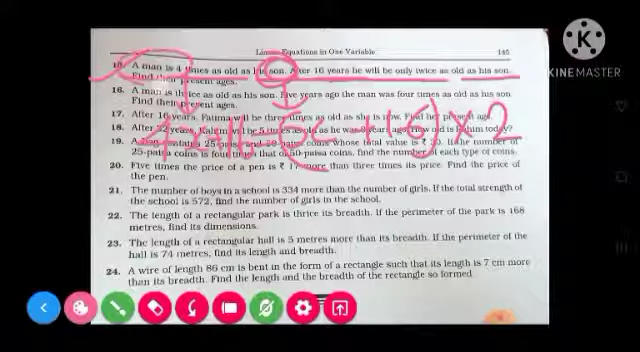 Linear Equations in One Variable 145
15. A man is 4 times as old as his son. After 16 years he will be only twice as old as his son.
Find their present ages.
16. A man is thrice as old as his son. Five years ago the man was four times as old as his son.
Find their present ages.
17. After 16 years, Fatima will be three times as old as she is now. Find her present age.
18. After 32 years, Rahim will be 5 times as old as he was 8 years ago. How old is Rahim today?
19. A man 25-paisa and 50-paisa coins whose total value is ₹ 30. If the number of
25-paisa coins is four that of 50-paisa coins, find the number of each type of coins.
4x + 16 = (x + 16) × 2
20. Five times the price of a pen is ₹ 17 more than three times its price. Find the price of
the pen.
21. The number of boys in a school is 334 more than the number of girls. If the total strength
of the school is 572, find the number of girls in the school.
22. The length of a rectangular park is thrice its breadth. If the perimeter of the park is 168
metres, find its dimensions.
23. The length of a rectangular hall is 5 metres more than its breadth. If the perimeter of the
hall is 74 metres, find its length and breadth.
24. A wire of length 86 cm is bent in the form of a rectangle such that its length is 7 cm more
than its breadth. Find the length and the breadth of the rectangle so formed
KINEMASTER